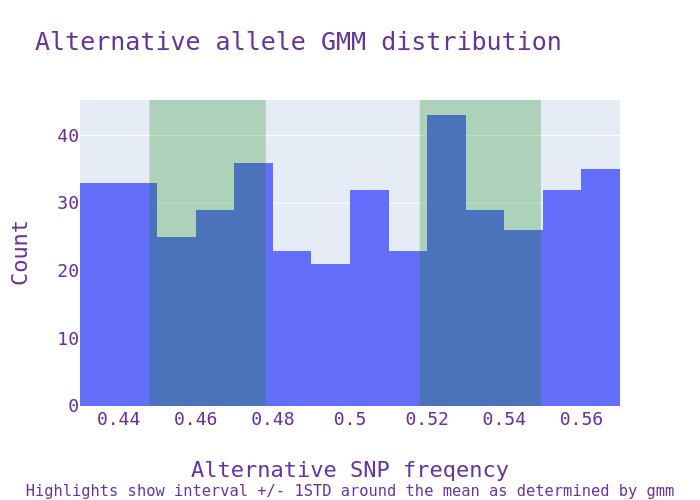 Alternative allele GMM distribution
Count
40
30
20
10
0
0.44 0.46 0.48 0.5 0.52 0.54 0.56
Alternative SNP freqency
Highlights show interval +/- 1STD around the mean as determined by gmm